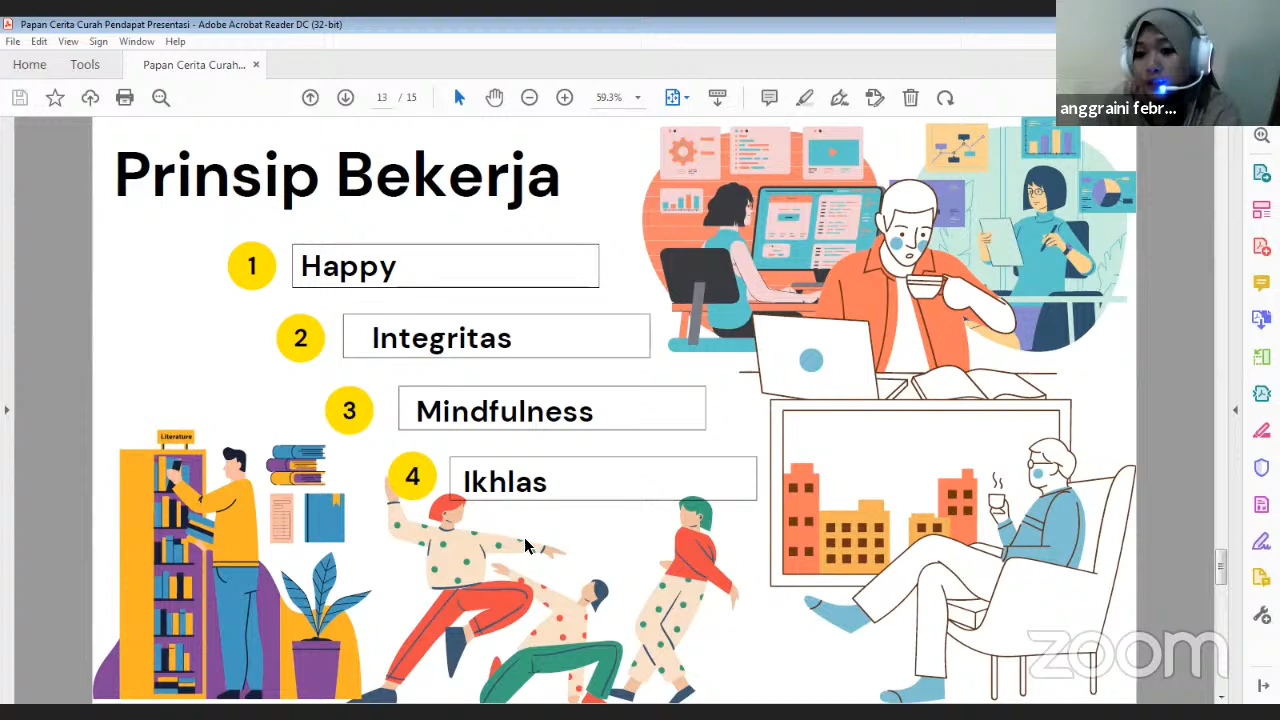 Papan Cerita Curah Pendapat Presentasi - Adobe Acrobat Reader DC (32-bit)
File Edit View Sign Window Help
Home Tools Papan Cerita Curah... ×
13 / 15 59.3%
anggraini febr...
Prinsip Bekerja
1 Happy
2 Integritas
3 Mindfulness
4 Ikhlas
Literature
zoom